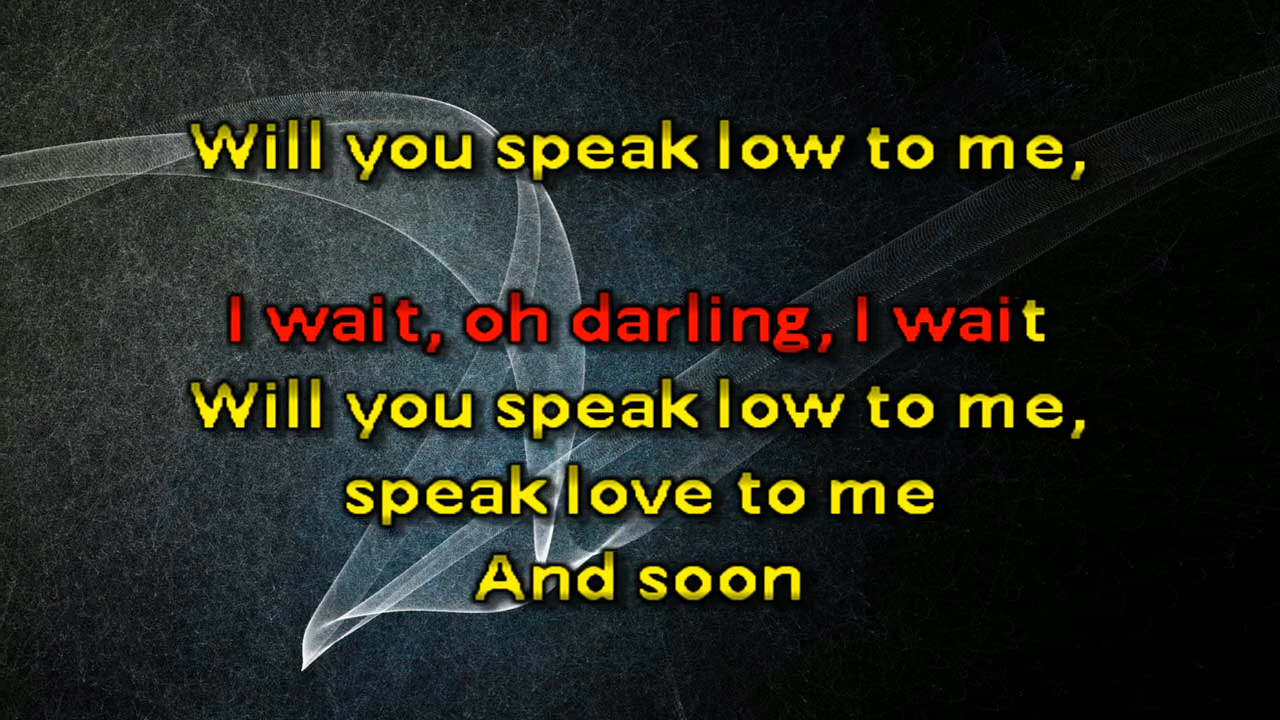 Will you speak low to me,
I wait, oh darling, I wait
Will you speak low to me,
speak love to me
And soon